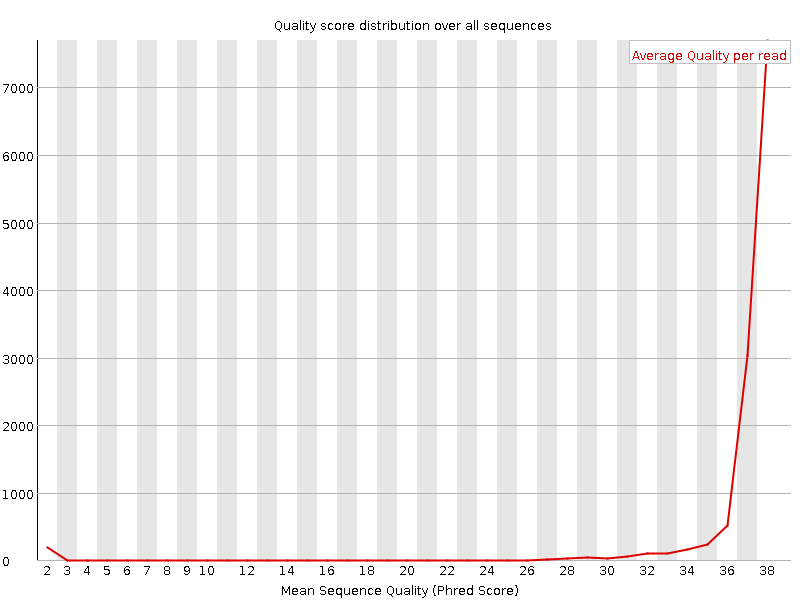 Quality score distribution over all sequences
Average Quality per read
7000
6000
5000
4000
3000
2000
1000
0
2 3 4 5 6 7 8 9 10 12 14 16 18 20 22 24 26 28 30 32 34 36 38
Mean Sequence Quality (Phred Score)